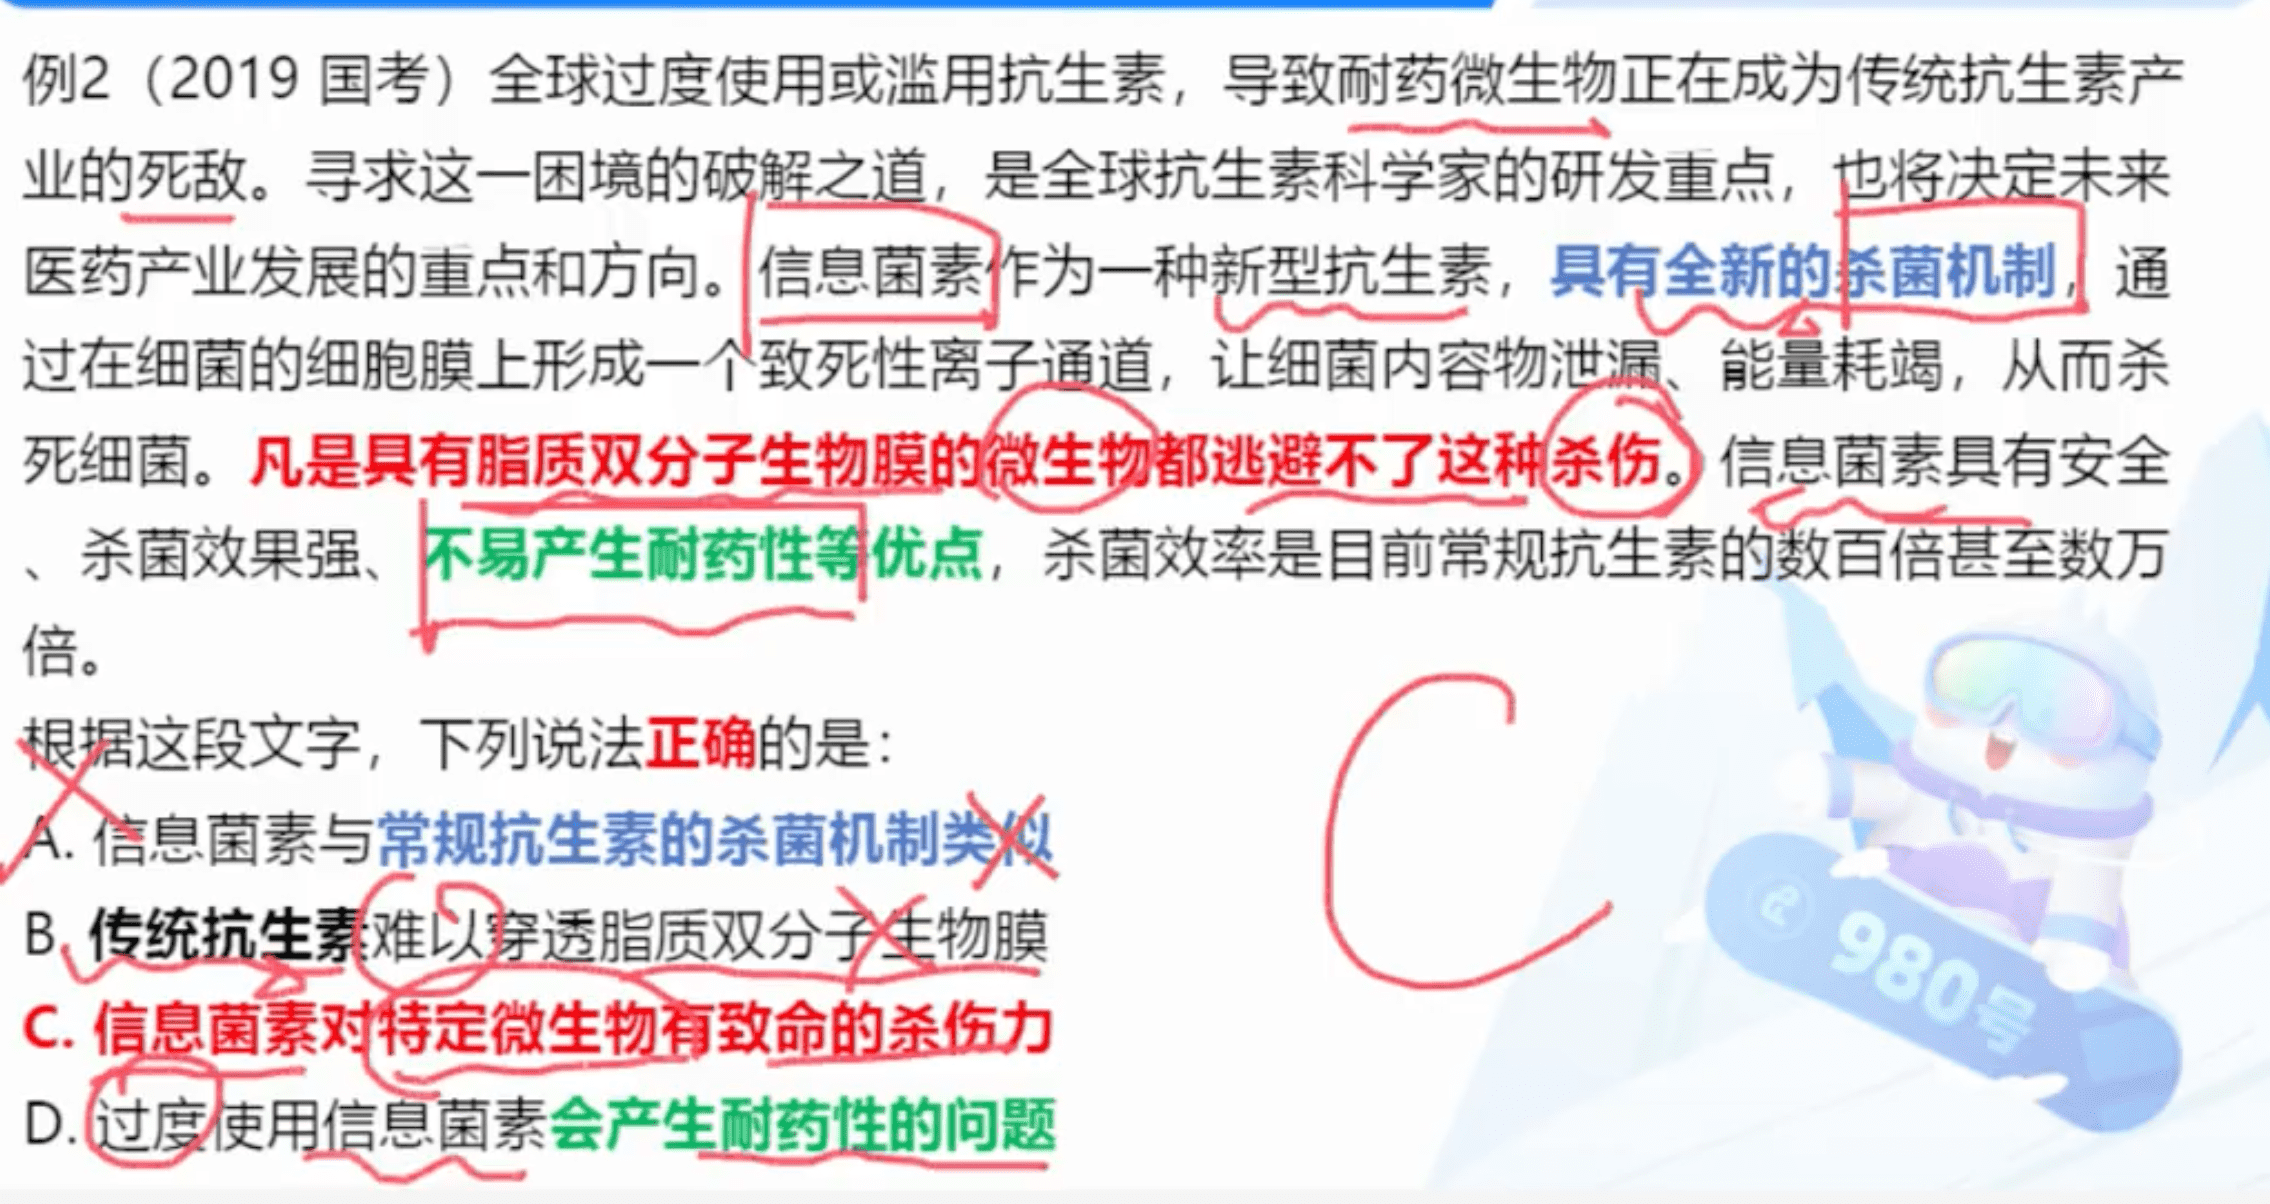 例2（2019 国考）全球过度使用或滥用抗生素，导致耐药微生物正在成为传统抗生素产
业的死敌。寻求这一困境的破解之道，是全球抗生素科学家的研发重点，也将决定未来
医药产业发展的重点和方向。信息菌素作为一种新型抗生素，具有全新的杀菌机制，通
过在细菌的细胞膜上形成一个致死性离子通道，让细菌内容物泄漏、能量耗竭，从而杀
死细菌。凡是具有脂质双分子生物膜的微生物都逃避不了这种杀伤。信息菌素具有安全
、杀菌效果强、不易产生耐药性等优点，杀菌效率是目前常规抗生素的数百倍甚至数万
倍。
根据这段文字，下列说法正确的是：
A. 信息菌素与常规抗生素的杀菌机制类似
B. 传统抗生素难以穿透脂质双分子生物膜
C. 信息菌素对特定微生物有致命的杀伤力
D. 过度使用信息菌素会产生耐药性的问题
C
980号